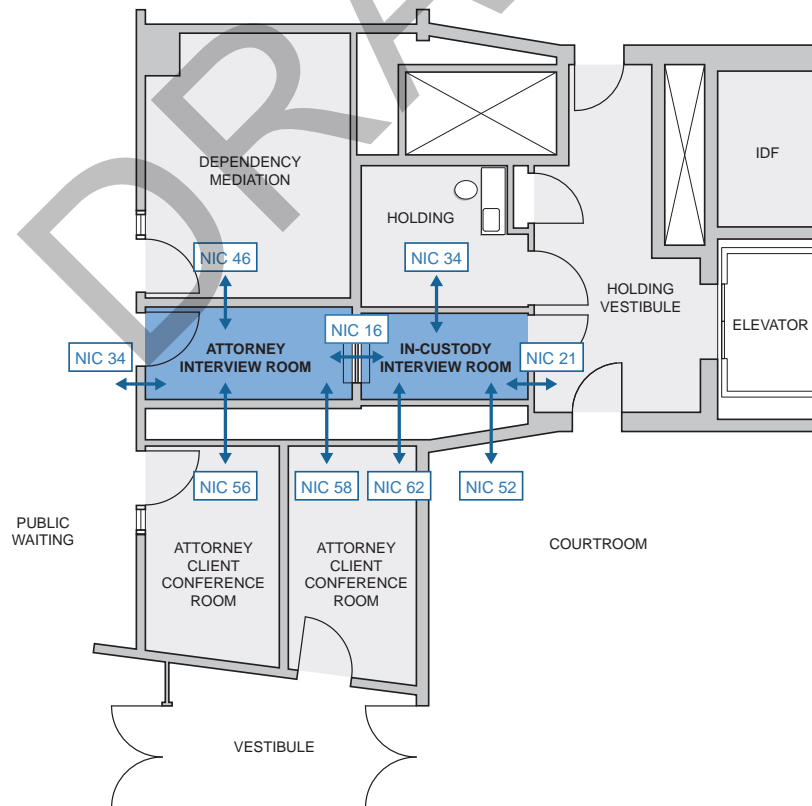 DRA
IDF
DEPENDENCY
MEDIATION
HOLDING
NIC 46
NIC 34
HOLDING
VESTIBULE
ELEVATOR
NIC 16
NIC 34
ATTORNEY
INTERVIEW ROOM
IN-CUSTODY
INTERVIEW ROOM
NIC 21
NIC 56
NIC 58
NIC 62
NIC 52
PUBLIC
WAITING
ATTORNEY
CLIENT
CONFERENCE
ROOM
ATTORNEY
CLIENT
CONFERENCE
ROOM
COURTROOM
VESTIBULE